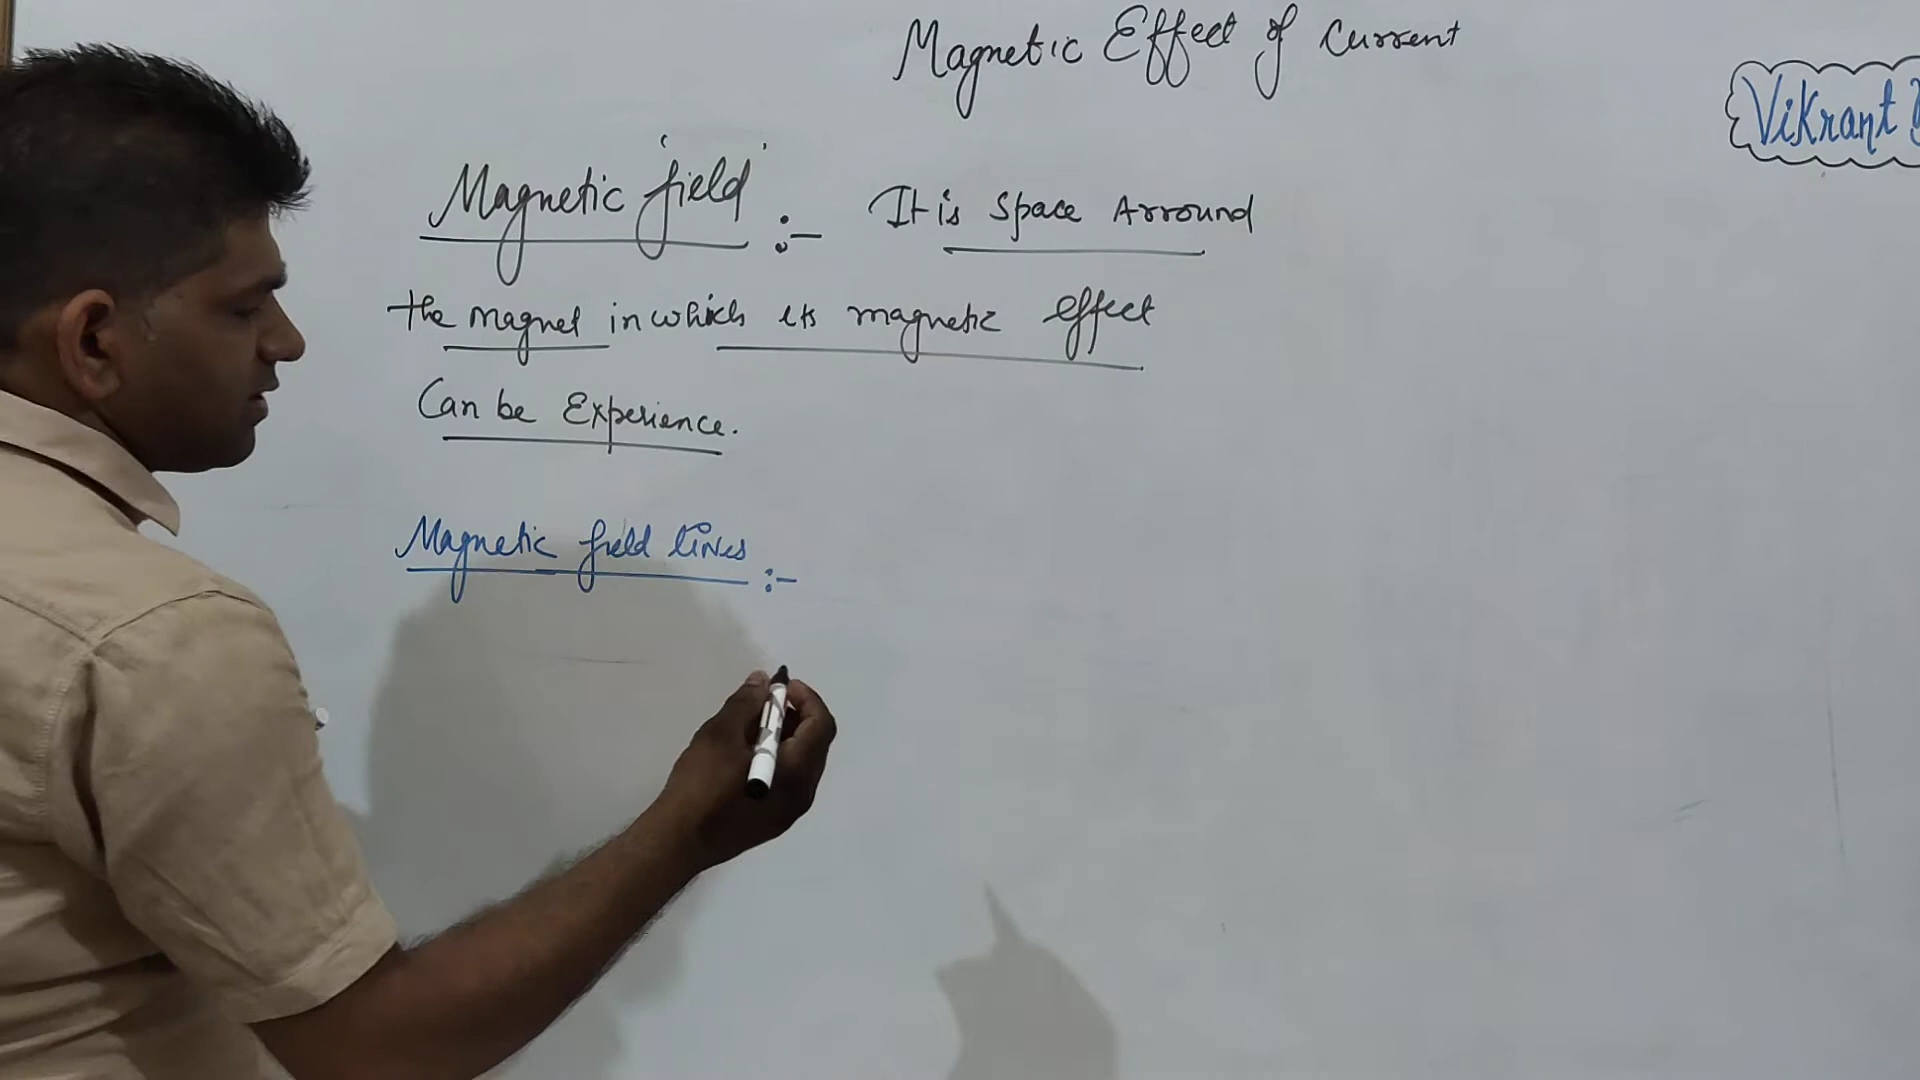 Magnetic Effect of Current
Vikrant
Magnetic 'field' :- It is Space Arround
the magnet in which its magnetic effect
Can be Experience.
Magnetic field lines :-